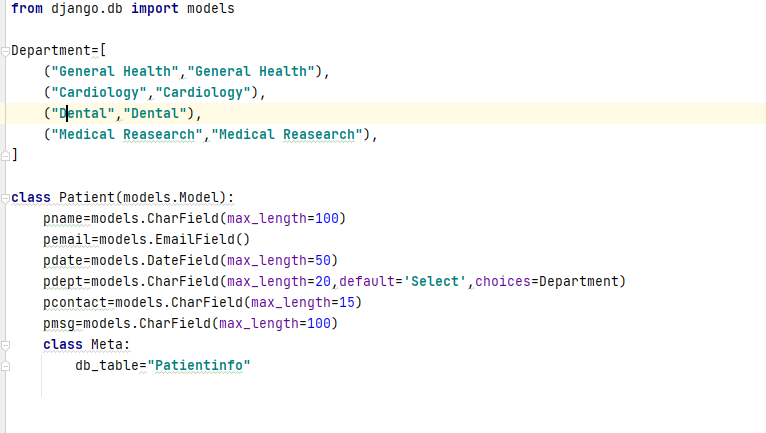 from django.db import models
Department=[
("General Health","General Health"),
("Cardiology","Cardiology"),
("Dental","Dental"),
("Medical Reasearch","Medical Reasearch"),
]
class Patient(models.Model):
pname=models.CharField(max_length=100)
pemail=models.EmailField()
pdate=models.DateField(max_length=50)
pdept=models.CharField(max_length=20,default='Select',choices=Department)
pcontact=models.CharField(max_length=15)
pmsg=models.CharField(max_length=100)
class Meta:
db_table="Patientinfo"